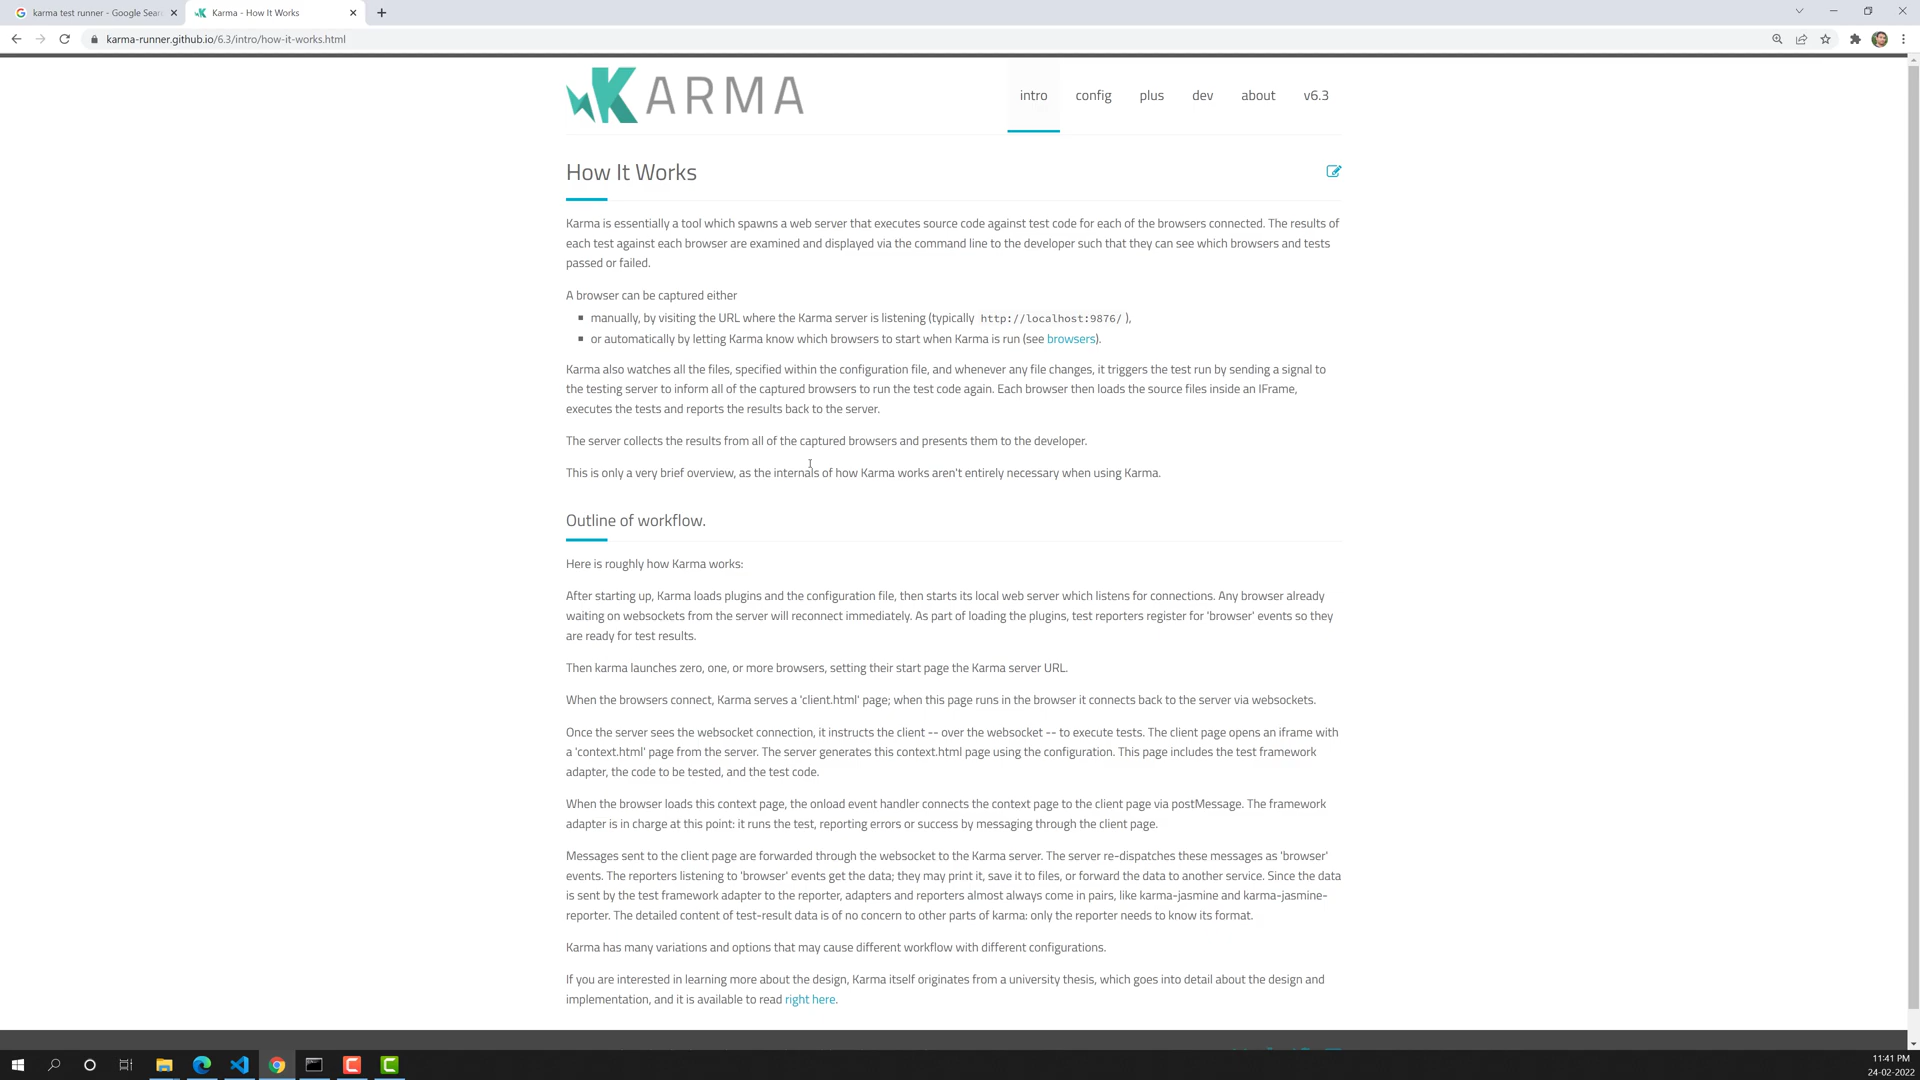 karma test runner - Google Sear
Karma - How It Works
karma-runner.github.io/6.3/intro/how-it-works.html
KARMA
intro
config
plus
dev
about
v6.3
How It Works
Karma is essentially a tool which spawns a web server that executes source code against test code for each of the browsers connected. The results of
each test against each browser are examined and displayed via the command line to the developer such that they can see which browsers and tests
passed or failed.
A browser can be captured either
manually, by visiting the URL where the Karma server is listening (typically http://localhost:9876/ ),
or automatically by letting Karma know which browsers to start when Karma is run (see browsers).
Karma also watches all the files, specified within the configuration file, and whenever any file changes, it triggers the test run by sending a signal to
the testing server to inform all of the captured browsers to run the test code again. Each browser then loads the source files inside an IFrame,
executes the tests and reports the results back to the server.
The server collects the results from all of the captured browsers and presents them to the developer.
This is only a very brief overview, as the internals of how Karma works aren't entirely necessary when using Karma.
Outline of workflow.
Here is roughly how Karma works:
After starting up, Karma loads plugins and the configuration file, then starts its local web server which listens for connections. Any browser already
waiting on websockets from the server will reconnect immediately. As part of loading the plugins, test reporters register for 'browser' events so they
are ready for test results.
Then karma launches zero, one, or more browsers, setting their start page the Karma server URL.
When the browsers connect, Karma serves a 'client.html' page; when this page runs in the browser it connects back to the server via websockets.
Once the server sees the websocket connection, it instructs the client -- over the websocket -- to execute tests. The client page opens an iframe with
a 'context.html' page from the server. The server generates this context.html page using the configuration. This page includes the test framework
adapter, the code to be tested, and the test code.
When the browser loads this context page, the onload event handler connects the context page to the client page via postMessage. The framework
adapter is in charge at this point: it runs the test, reporting errors or success by messaging through the client page.
Messages sent to the client page are forwarded through the websocket to the Karma server. The server re-dispatches these messages as 'browser'
events. The reporters listening to 'browser' events get the data; they may print it, save it to files, or forward the data to another service. Since the data
is sent by the test framework adapter to the reporter, adapters and reporters almost always come in pairs, like karma-jasmine and karma-jasmine-
reporter. The detailed content of test-result data is of no concern to other parts of karma: only the reporter needs to know its format.
Karma has many variations and options that may cause different workflow with different configurations.
If you are interested in learning more about the design, Karma itself originates from a university thesis, which goes into detail about the design and
implementation, and it is available to read right here.
11:41 PM
24-02-2022